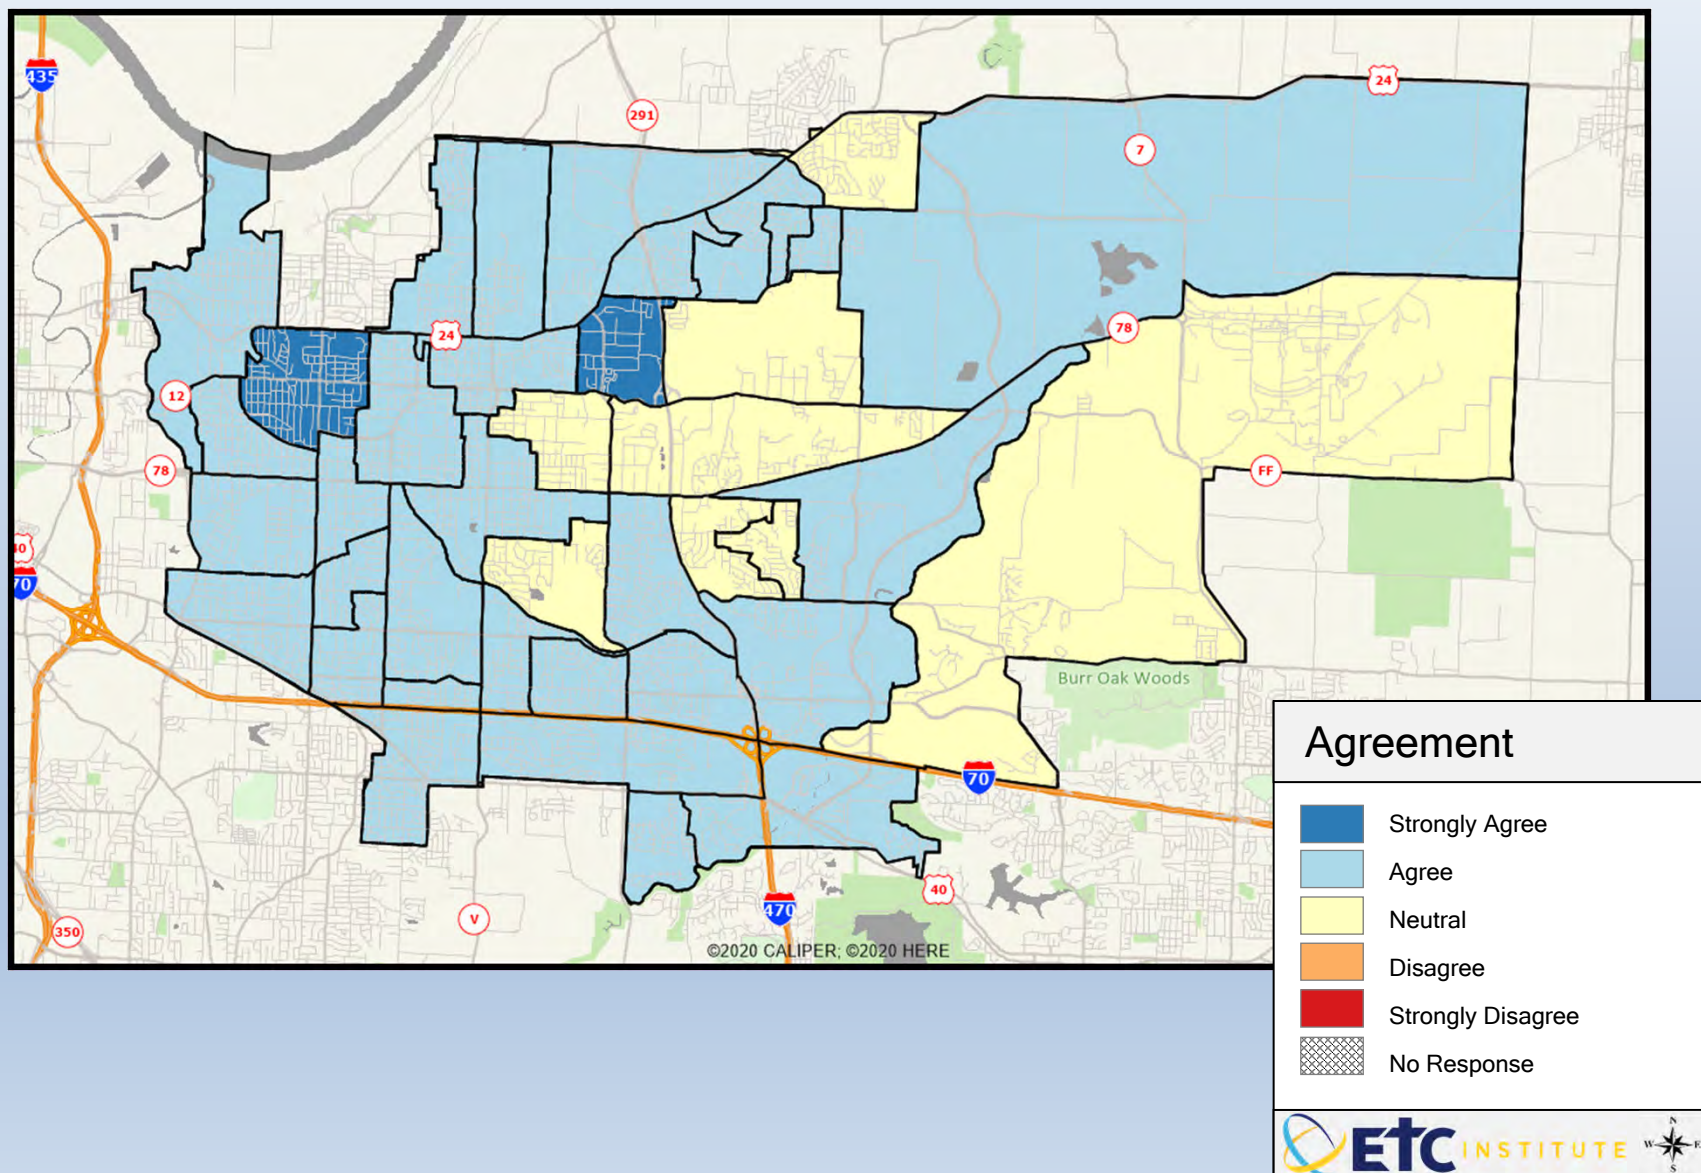 435
24
291
7
24
78
12
78
FF
40
70
Burr Oak Woods
Agreement
70
Strongly Agree
Agree
40
V
470
350
Neutral
©2020 CALIPER; ©2020 HERE
Disagree
Strongly Disagree
No Response
ETC INSTITUTE
N
W E
S